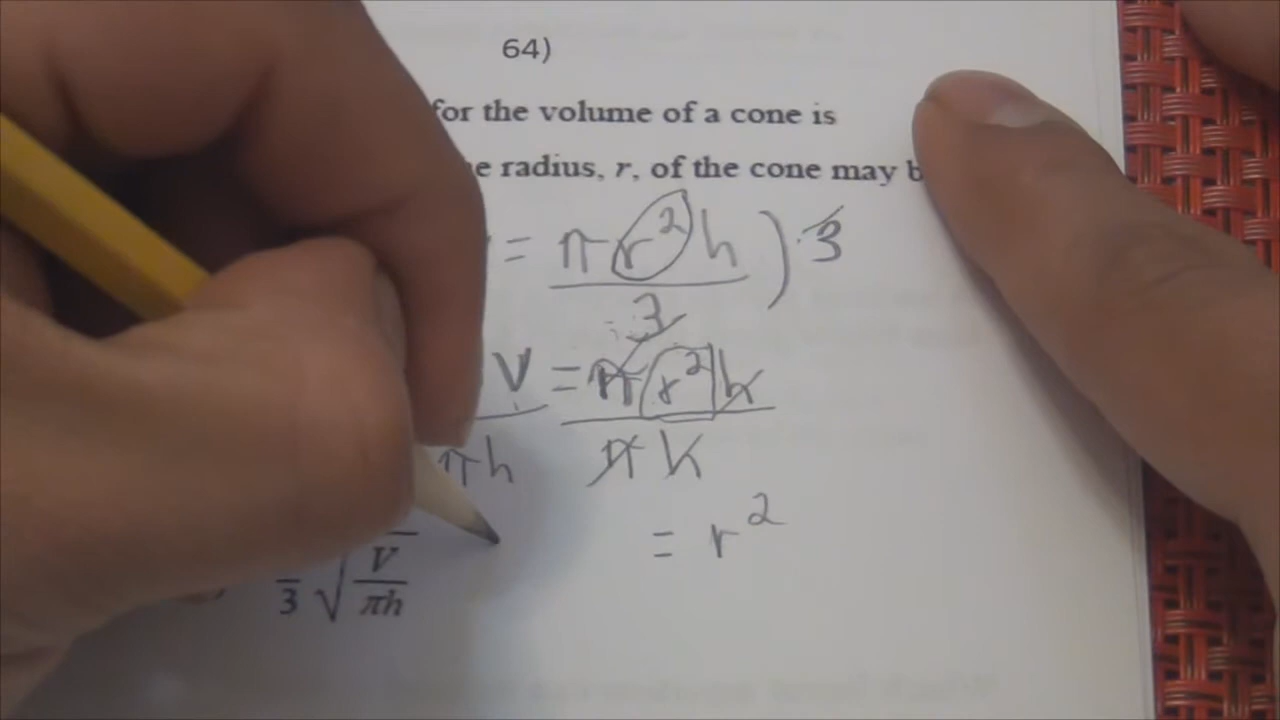 64)
for the volume of a cone is
radius, r, of the cone may
= πr²h ) · 3
3
V = πr²h
πh πh
= r²
3 √ V
πh